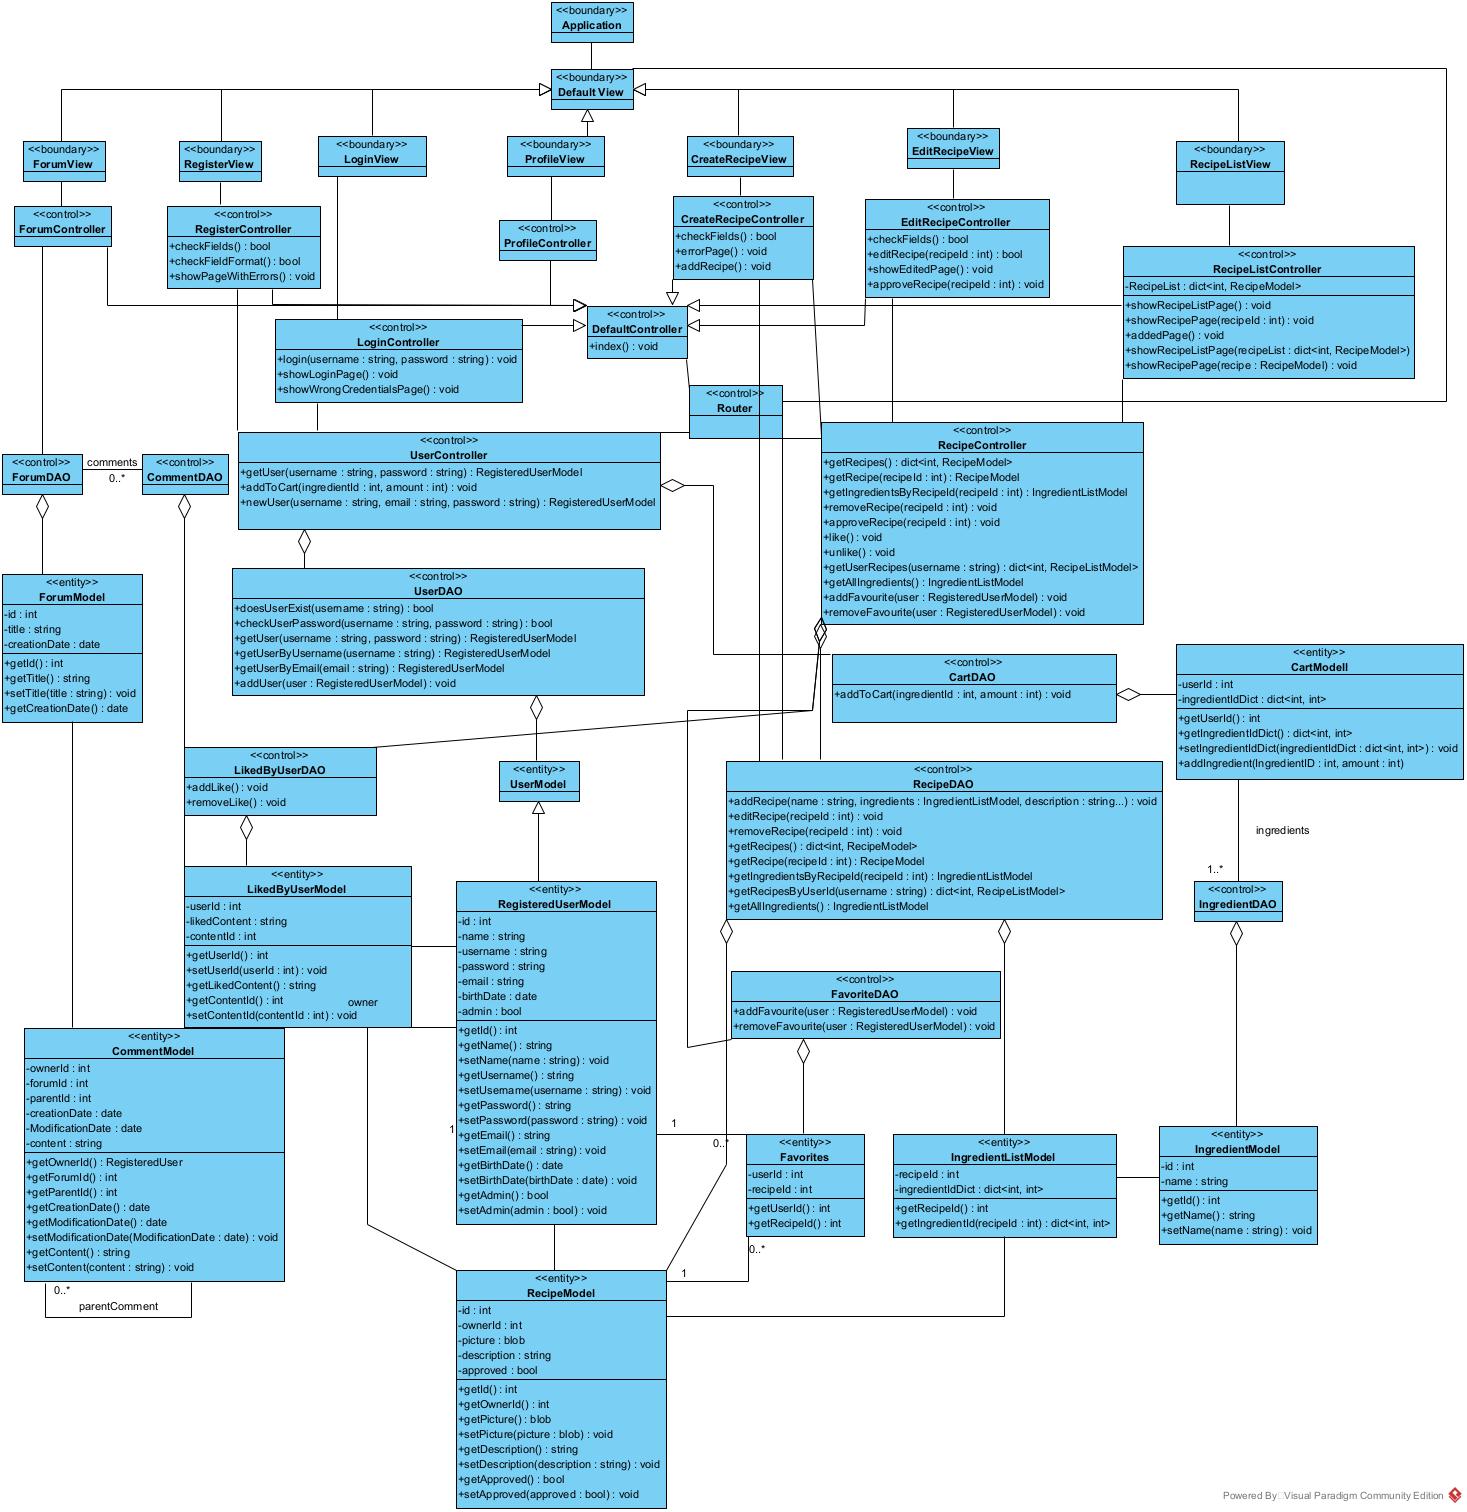 <<boundary>>
Application
<<boundary>>
Default View
<<boundary>>
ForumView
<<boundary>>
RegisterView
<<boundary>>
LoginView
<<boundary>>
ProfileView
<<boundary>>
CreateRecipeView
<<boundary>>
EditRecipeView
<<boundary>>
RecipeListView
<<control>>
ForumController
<<control>>
RegisterController
+checkFields() : bool
+checkFieldFormat() : bool
+showPageWithErrors() : void
<<control>>
ProfileController
<<control>>
CreateRecipeController
+checkFields() : bool
+errorPage() : void
+addRecipe() : void
<<control>>
EditRecipeController
+checkFields() : bool
+editRecipe(recipeId : int) : bool
+showEditedPage() : void
+approveRecipe(recipeId : int) : void
<<control>>
RecipeListController
-RecipeList : dict<int, RecipeModel>
+showRecipeListPage() : void
+showRecipePage(recipeId : int) : void
+addedPage() : void
+showRecipeListPage(recipeList : dict<int, RecipeModel>)
+showRecipePage(recipe : RecipeModel) : void
<<control>>
LoginController
+login(username : string, password : string) : void
+showLoginPage() : void
+showWrongCredentialsPage() : void
<<control>>
DefaultController
+index() : void
<<control>>
Router
<<control>>
ForumDAO
comments
0..*
<<control>>
CommentDAO
<<control>>
UserController
+getUser(username : string, password : string) : RegisteredUserModel
+addToCart(ingredientId : int, amount : int) : void
+newUser(username : string, email : string, password : string) : RegisteredUserModel
<<control>>
RecipeController
+getRecipes() : dict<int, RecipeModel>
+getRecipe(recipeId : int) : RecipeModel
+getIngredientsByRecipeId(recipeId : int) : IngredientListModel
+removeRecipe(recipeId : int) : void
+approveRecipe(recipeId : int) : void
+like() : void
+unlike() : void
+getUserRecipes(username : string) : dict<int, RecipeListModel>
+getAllIngredients() : IngredientListModel
+addFavourite(user : RegisteredUserModel) : void
+removeFavourite(user : RegisteredUserModel) : void
<<entity>>
ForumModel
-id : int
-title : string
-creationDate : date
+getId() : int
+getTitle() : string
+setTitle(title : string) : void
+getCreationDate() : date
<<control>>
UserDAO
+doesUserExist(username : string) : bool
+checkUserPassword(username : string, password : string) : bool
+getUser(username : string, password : string) : RegisteredUserModel
+getUserByUsername(username : string) : RegisteredUserModel
+getUserByEmail(email : string) : RegisteredUserModel
+addUser(user : RegisteredUserModel) : void
<<control>>
CartDAO
+addToCart(ingredientId : int, amount : int) : void
<<entity>>
CartModell
-userId : int
-ingredientIdDict : dict<int, int>
+getUserId() : int
+getIngredientIdDict() : dict<int, int>
+setIngredientIdDict(ingredientIdDict : dict<int, int>) : void
+addIngredient(IngredientID : int, amount : int)
<<control>>
LikedByUserDAO
+addLike() : void
+removeLike() : void
<<entity>>
UserModel
<<control>>
RecipeDAO
+addRecipe(name : string, ingredients : IngredientListModel, description : string...) : void
+editRecipe(recipeId : int) : void
+removeRecipe(recipeId : int) : void
+getRecipes() : dict<int, RecipeModel>
+getRecipe(recipeId : int) : RecipeModel
+getIngredientsByRecipeId(recipeId : int) : IngredientListModel
+getRecipesByUserId(username : string) : dict<int, RecipeListModel>
+getAllIngredients() : IngredientListModel
ingredients
1..*
<<control>>
IngredientDAO
<<entity>>
LikedByUserModel
-userId : int
-likedContent : string
-contentId : int
+getUserId() : int
+setUserId(userId : int) : void
+getLikedContent() : string
+getContentId() : int
+setContentId(contentId : int) : void
owner
<<entity>>
RegisteredUserModel
-id : int
-name : string
-username : string
-password : string
-email : string
-birthDate : date
-admin : bool
+getId() : int
+getName() : string
+setName(name : string) : void
+getUsername() : string
+setUsername(username : string) : void
+getPassword() : string
+setPassword(password : string) : void
+getEmail() : string
+setEmail(email : string) : void
+getBirthDate() : date
+setBirthDate(birthDate : date) : void
+getAdmin() : bool
+setAdmin(admin : bool) : void
1
1
0..*
<<control>>
FavoriteDAO
+addFavourite(user : RegisteredUserModel) : void
+removeFavourite(user : RegisteredUserModel) : void
<<entity>>
CommentModel
-ownerId : int
-forumId : int
-parentId : int
-creationDate : date
-ModificationDate : date
-content : string
+getOwnerId() : RegisteredUser
+getForumId() : int
+getParentId() : int
+getCreationDate() : date
+getModificationDate() : date
+setModificationDate(ModificationDate : date) : void
+getContent() : string
+setContent(content : string) : void
0..*
parentComment
<<entity>>
Favorites
-userId : int
-recipeId : int
+getUserId() : int
+getRecipeId() : int
0..*
1
<<entity>>
IngredientListModel
-recipeId : int
-ingredientIdDict : dict<int, int>
+getRecipeId() : int
+getIngredientId(recipeId : int) : dict<int, int>
<<entity>>
IngredientModel
-id : int
-name : string
+getId() : int
+getName() : string
+setName(name : string) : void
<<entity>>
RecipeModel
-id : int
-ownerId : int
-picture : blob
-description : string
-approved : bool
+getId() : int
+getOwnerId() : int
+getPicture() : blob
+setPicture(picture : blob) : void
+getDescription() : string
+setDescription(description : string) : void
+getApproved() : bool
+setApproved(approved : bool) : void
Powered By Visual Paradigm Community Edition